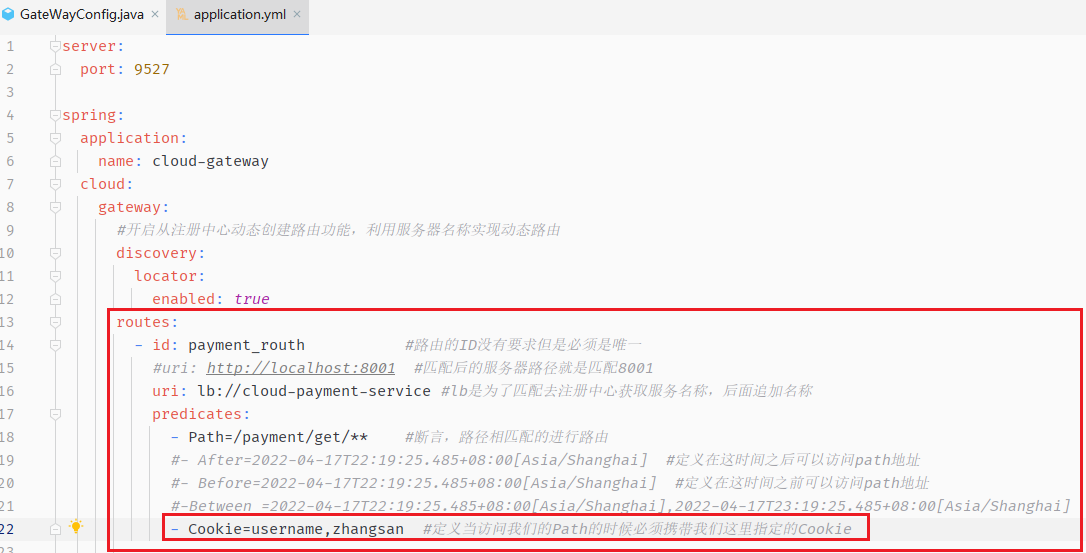 GateWayConfig.java × application.yml ×
1 server:
2 port: 9527
3
4 spring:
5 application:
6 name: cloud-gateway
7 cloud:
8 gateway:
9 #开启从注册中心动态创建路由功能，利用服务器名称实现动态路由
10 discovery:
11 locator:
12 enabled: true
13 routes:
14 - id: payment_routh #路由的ID没有要求但是必须是唯一
15 #uri: http://localhost:8001 #匹配后的服务器路径就是匹配8001
16 uri: lb://cloud-payment-service #lb是为了匹配去注册中心获取服务名称，后面追加名称
17 predicates:
18 - Path=/payment/get/** #断言，路径相匹配的进行路由
19 #- After=2022-04-17T22:19:25.485+08:00[Asia/Shanghai] #定义在这时间之后可以访问path地址
20 #- Before=2022-04-17T22:19:25.485+08:00[Asia/Shanghai] #定义在这时间之前可以访问path地址
21 #-Between =2022-04-17T22:19:25.485+08:00[Asia/Shanghai],2022-04-17T23:19:25.485+08:00[Asia/Shanghai]
22 - Cookie=username,zhangsan #定义当访问我们的Path的时候必须携带我们这里指定的Cookie
23